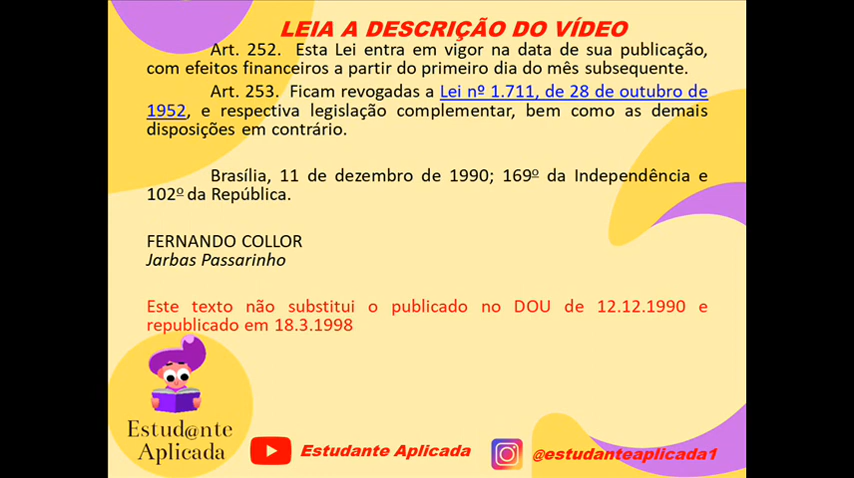 LEIA A DESCRIÇÃO DO VÍDEO
Art. 252. Esta Lei entra em vigor na data de sua publicação,
com efeitos financeiros a partir do primeiro dia do mês subsequente.
Art. 253. Ficam revogadas a Lei nº 1.711, de 28 de outubro de
1952, e respectiva legislação complementar, bem como as demais
disposições em contrário.
Brasília, 11 de dezembro de 1990; 169º da Independência e
102º da República.
FERNANDO COLLOR
Jarbas Passarinho
Este texto não substitui o publicado no DOU de 12.12.1990 e
republicado em 18.3.1998
Estud@nte
Aplicada
Estudante Aplicada
@estudanteaplicada1